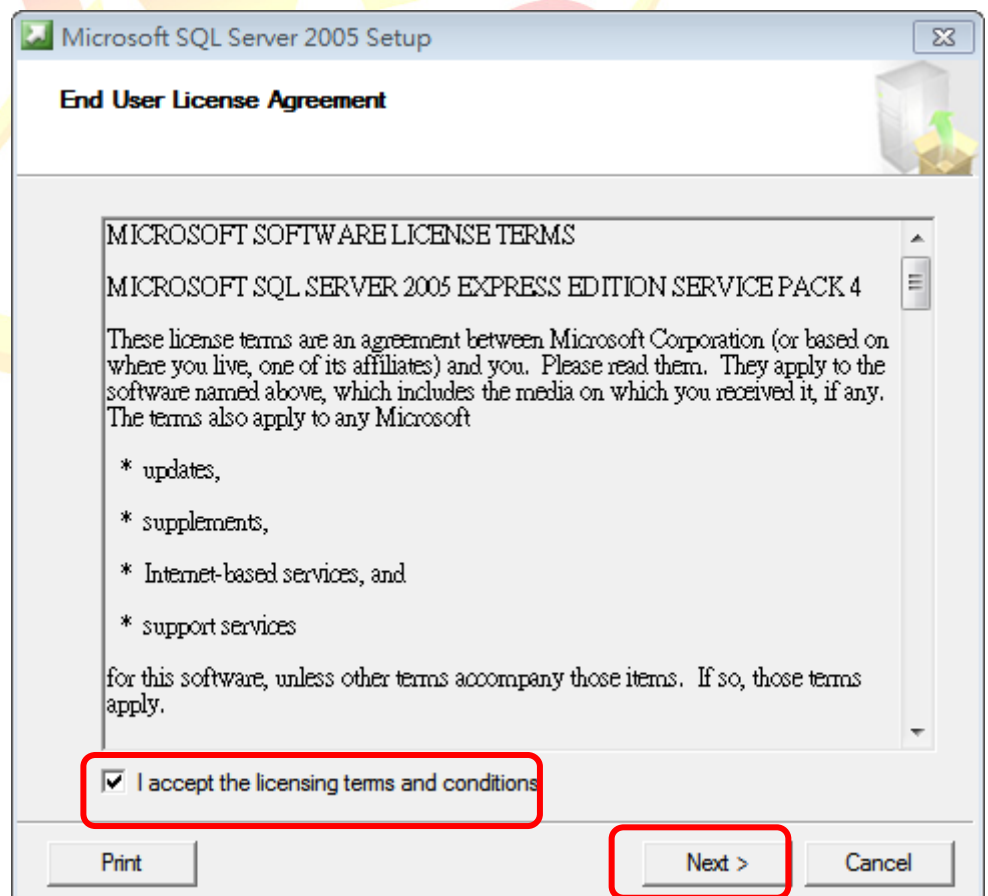 Microsoft SQL Server 2005 Setup
End User License Agreement
MICROSOFT SOFTWARE LICENSE TERMS
MICROSOFT SQL SERVER 2005 EXPRESS EDITION SERVICE PACK 4
These license terms are an agreement between Microsoft Corporation (or based on
where you live, one of its affiliates) and you.  Please read them.  They apply to the
software named above, which includes the media on which you received it, if any.
The terms also apply to any Microsoft
* updates,
* supplements,
* Internet-based services, and
* support services
for this software, unless other terms accompany those items.  If so, those terms
apply.
I accept the licensing terms and conditions
Print
Next >
Cancel